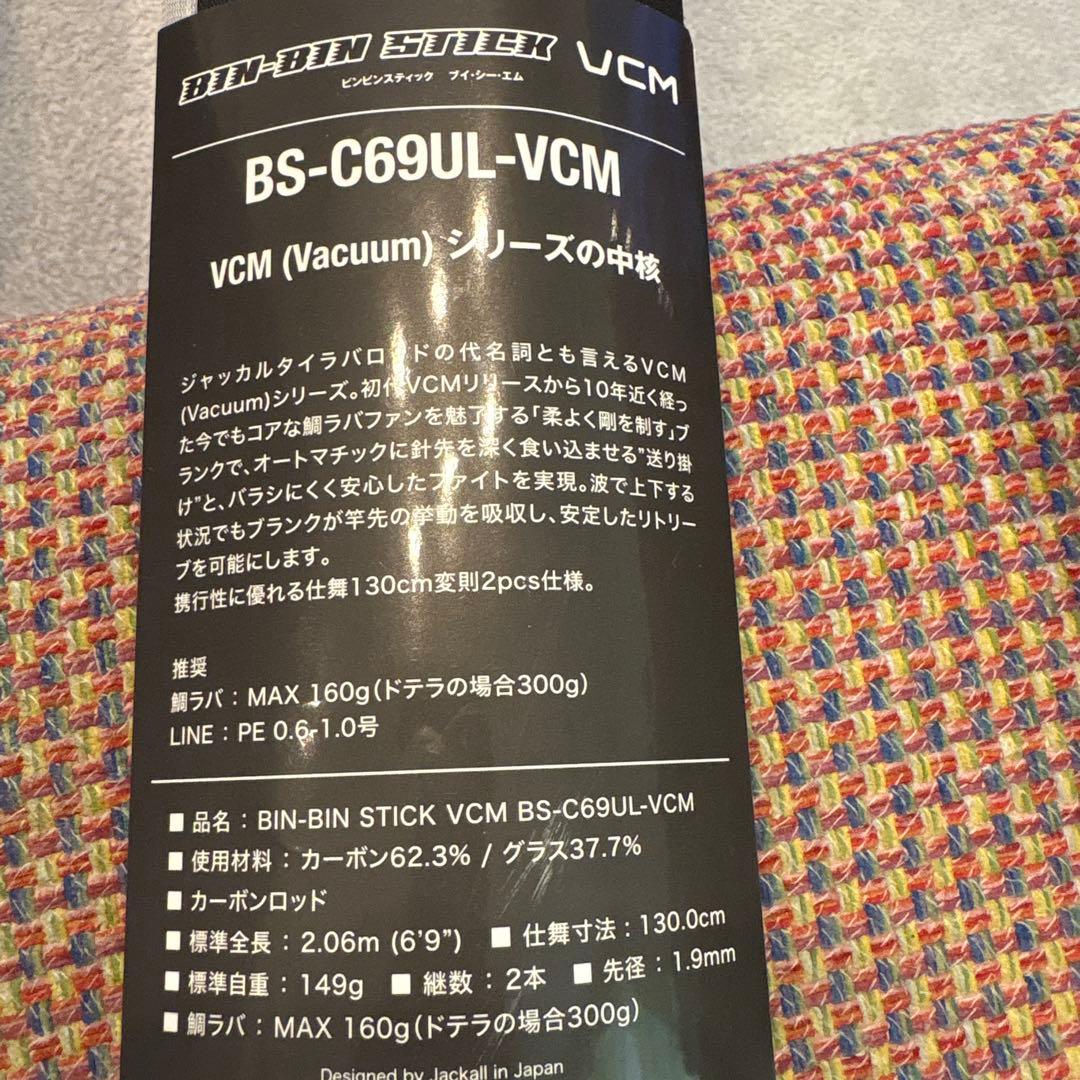 BIN-BIN STICK VCM
ビンビンスティック ブイ・シー・エム
BS-C69UL-VCM
VCM (Vacuum) シリーズの中核
ジャッカルタイラバロッドの代名詞とも言えるVCM
(Vacuum)シリーズ。初代VCMリリースから10年近く経っ
た今でもコアな鯛ラバファンを魅了する「柔よく剛を制す」ブ
ランクで、オートマチックに針先を深く食い込ませる"送り掛
け"と、バラシにくく安心したファイトを実現。波で上下する
状況でもブランクが竿先の挙動を吸収し、安定したリトリー
ブを可能にします。
携行性に優れる仕舞130cm変則2pcs仕様。
推奨
鯛ラバ：MAX 160g(ドテラの場合300g)
LINE：PE 0.6-1.0号
■ 品名：BIN-BIN STICK VCM BS-C69UL-VCM
■ 使用材料：カーボン62.3% / グラス37.7%
■ カーボンロッド
■ 標準全長：2.06m (6'9") ■ 仕舞寸法：130.0cm
■ 標準自重：149g ■ 継数：2本 ■ 先径：1.9mm
■ 鯛ラバ：MAX 160g(ドテラの場合300g)
Designed by Jackall in Japan